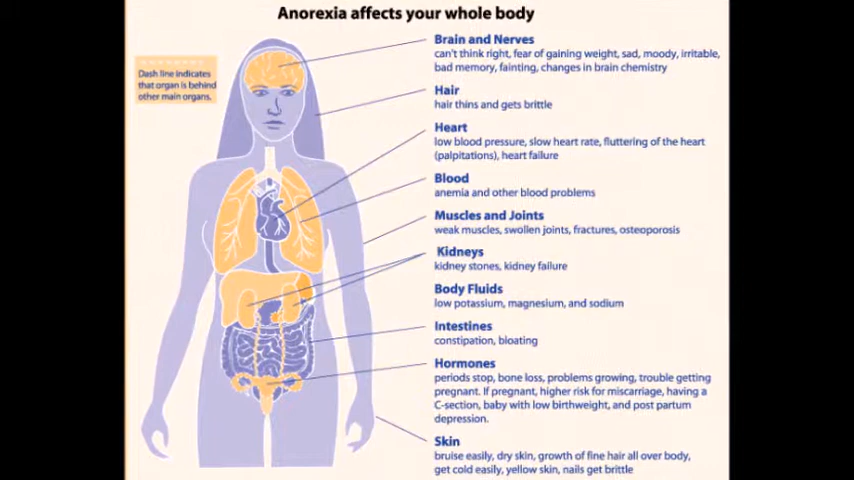 Anorexia affects your whole body
Dash line indicates
that organ is behind
other main organs.
Brain and Nerves
can't think right, fear of gaining weight, sad, moody, irritable,
bad memory, fainting, changes in brain chemistry
Hair
hair thins and gets brittle
Heart
low blood pressure, slow heart rate, fluttering of the heart
(palpitations), heart failure
Blood
anemia and other blood problems
Muscles and Joints
weak muscles, swollen joints, fractures, osteoporosis
Kidneys
kidney stones, kidney failure
Body Fluids
low potassium, magnesium, and sodium
Intestines
constipation, bloating
Hormones
periods stop, bone loss, problems growing, trouble getting
pregnant. If pregnant, higher risk for miscarriage, having a
C-section, baby with low birthweight, and post partum
depression.
Skin
bruise easily, dry skin, growth of fine hair all over body,
get cold easily, yellow skin, nails get brittle